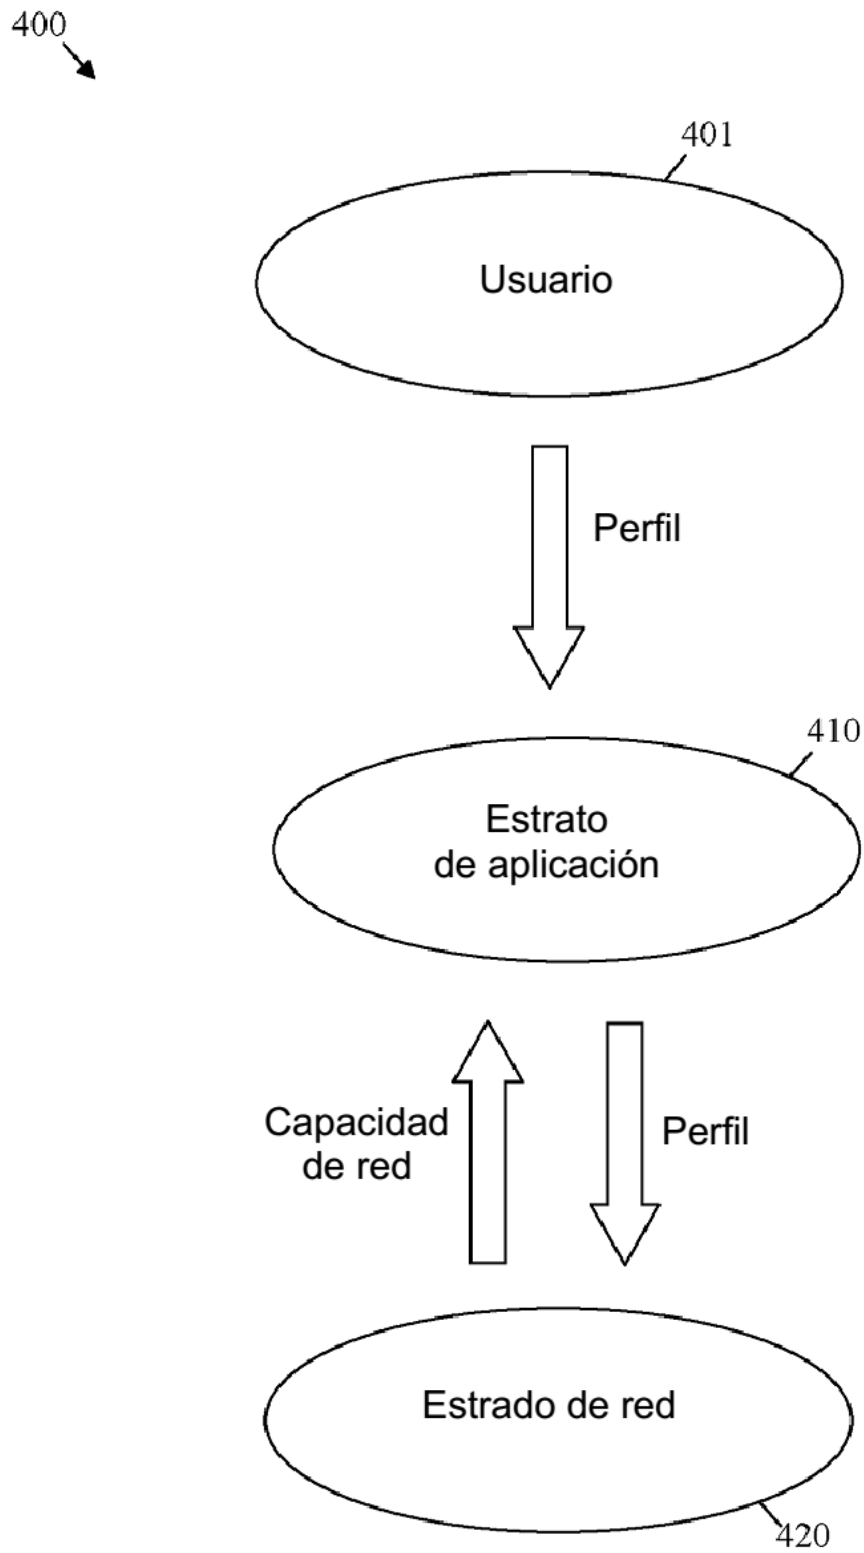 400
401
Usuario
Perfil
410
Estrato
de aplicación
Capacidad
de red
Perfil
Estrado de red
420